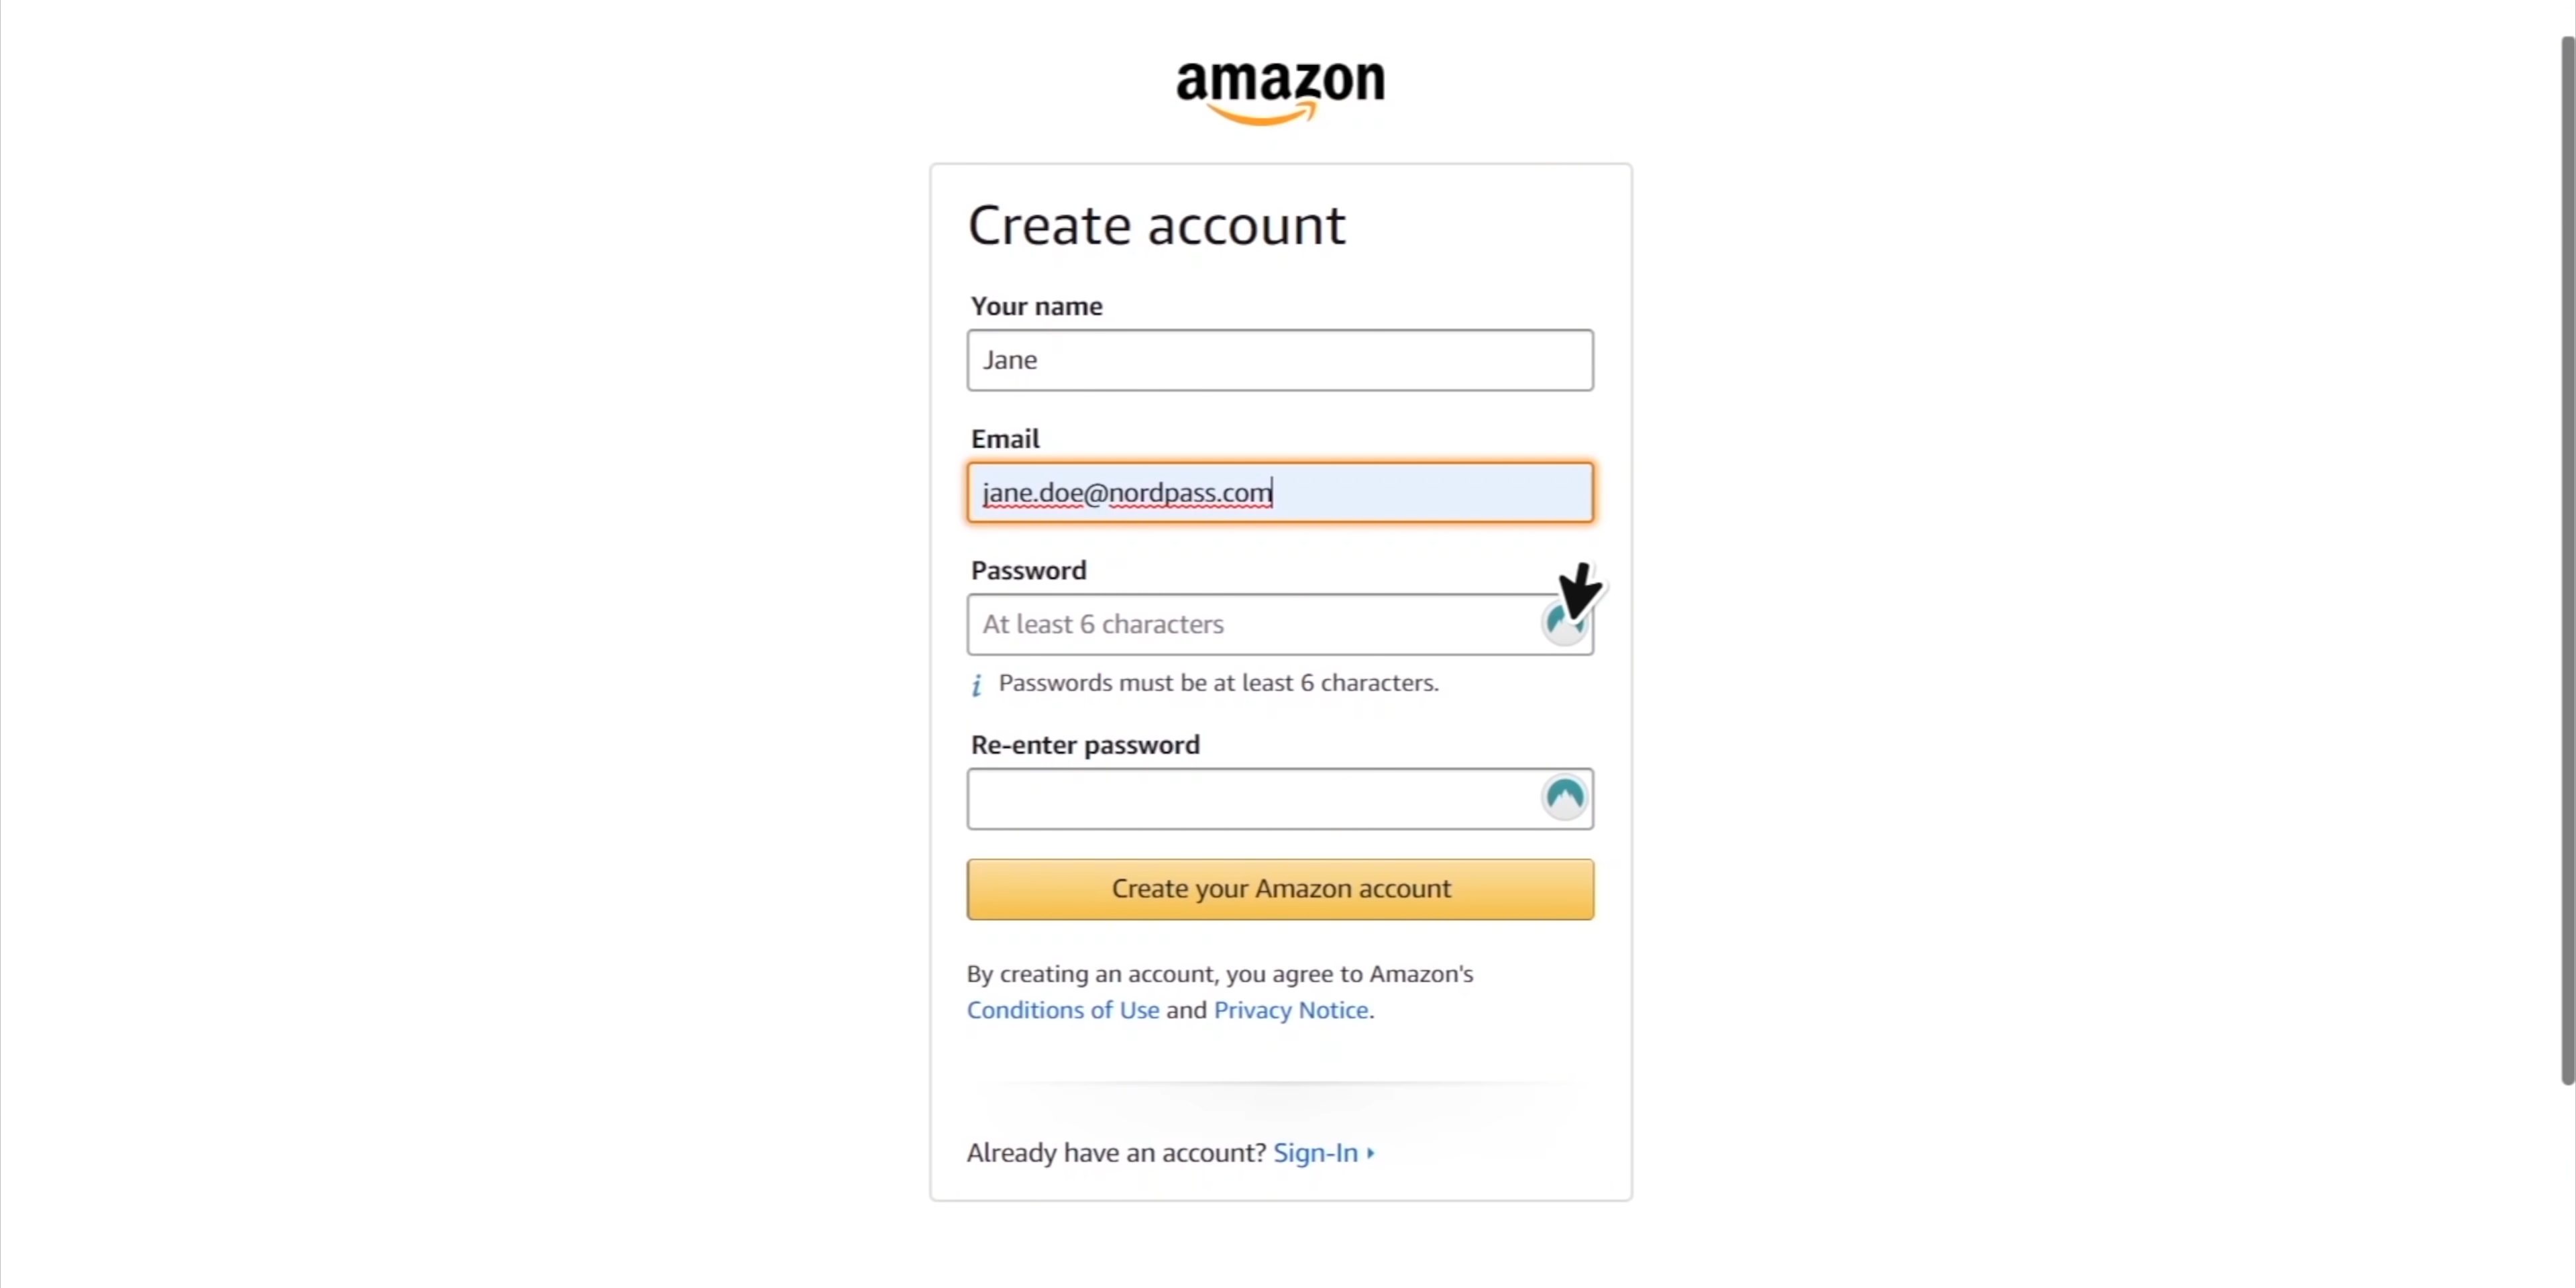 amazon
Create account
Your name
Jane
Email
jane.doe@nordpass.com
Password
At least 6 characters
i Passwords must be at least 6 characters.
Re-enter password
Create your Amazon account
By creating an account, you agree to Amazon's
Conditions of Use and Privacy Notice.
Already have an account? Sign-In